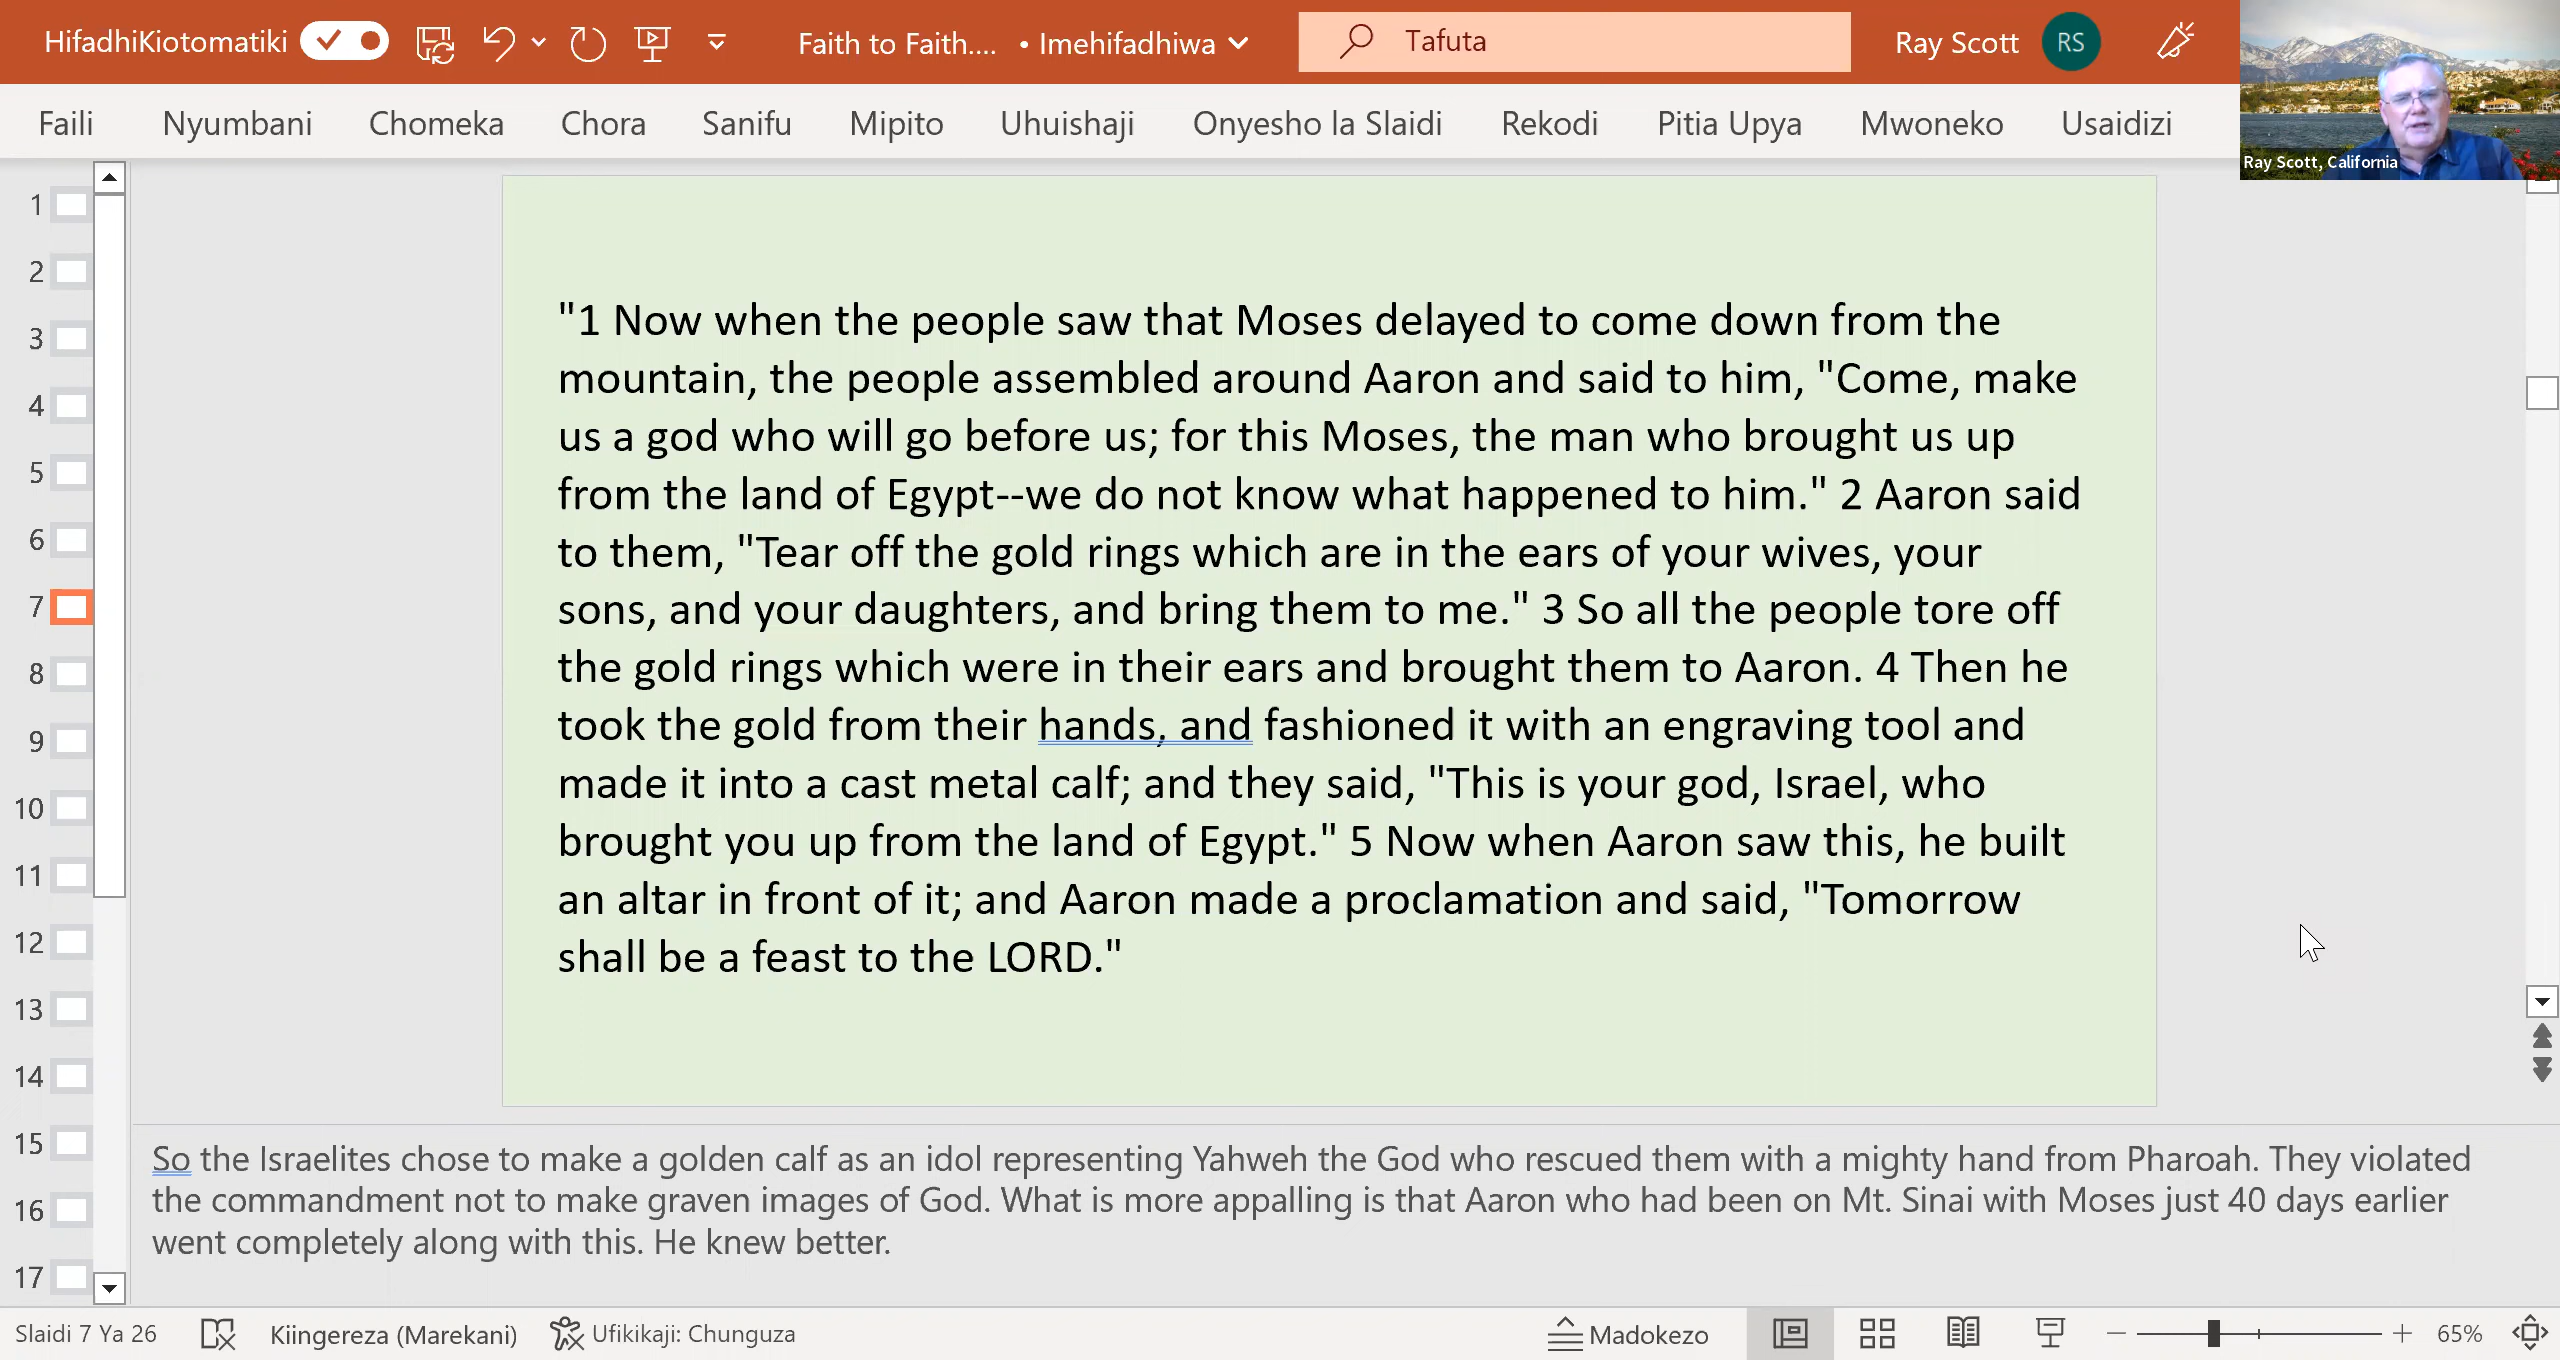 HifadhiKiotomatiki
Faith to Faith.... • Imehifadhiwa
Tafuta
Ray Scott
RS
Faili Nyumbani Chomeka Chora Sanifu Mipito Uhuishaji Onyesho la Slaidi Rekodi Pitia Upya Mwoneko Usaidizi
Ray Scott, California
1
2
3
4
5
6
7
8
9
10
11
12
13
14
15
16
17
"1 Now when the people saw that Moses delayed to come down from the
mountain, the people assembled around Aaron and said to him, "Come, make
us a god who will go before us; for this Moses, the man who brought us up
from the land of Egypt--we do not know what happened to him." 2 Aaron said
to them, "Tear off the gold rings which are in the ears of your wives, your
sons, and your daughters, and bring them to me." 3 So all the people tore off
the gold rings which were in their ears and brought them to Aaron. 4 Then he
took the gold from their hands, and fashioned it with an engraving tool and
made it into a cast metal calf; and they said, "This is your god, Israel, who
brought you up from the land of Egypt." 5 Now when Aaron saw this, he built
an altar in front of it; and Aaron made a proclamation and said, "Tomorrow
shall be a feast to the LORD."
So the Israelites chose to make a golden calf as an idol representing Yahweh the God who rescued them with a mighty hand from Pharoah. They violated
the commandment not to make graven images of God. What is more appalling is that Aaron who had been on Mt. Sinai with Moses just 40 days earlier
went completely along with this. He knew better.
Slaidi 7 Ya 26
Kiingereza (Marekani)
Ufikikaji: Chunguza
Madokezo
65%